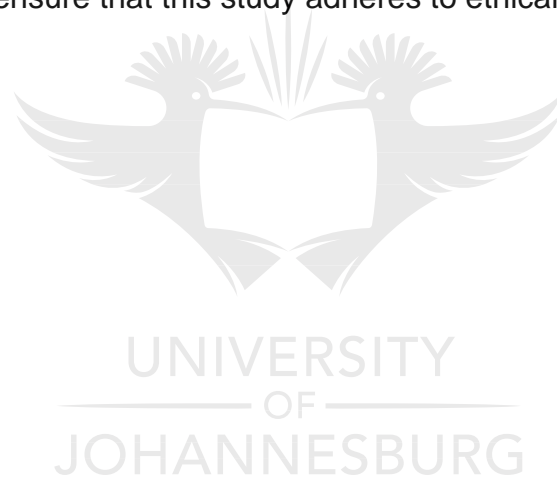 ensure that this study adheres to ethical
UNIVERSITY
OF
JOHANNESBURG